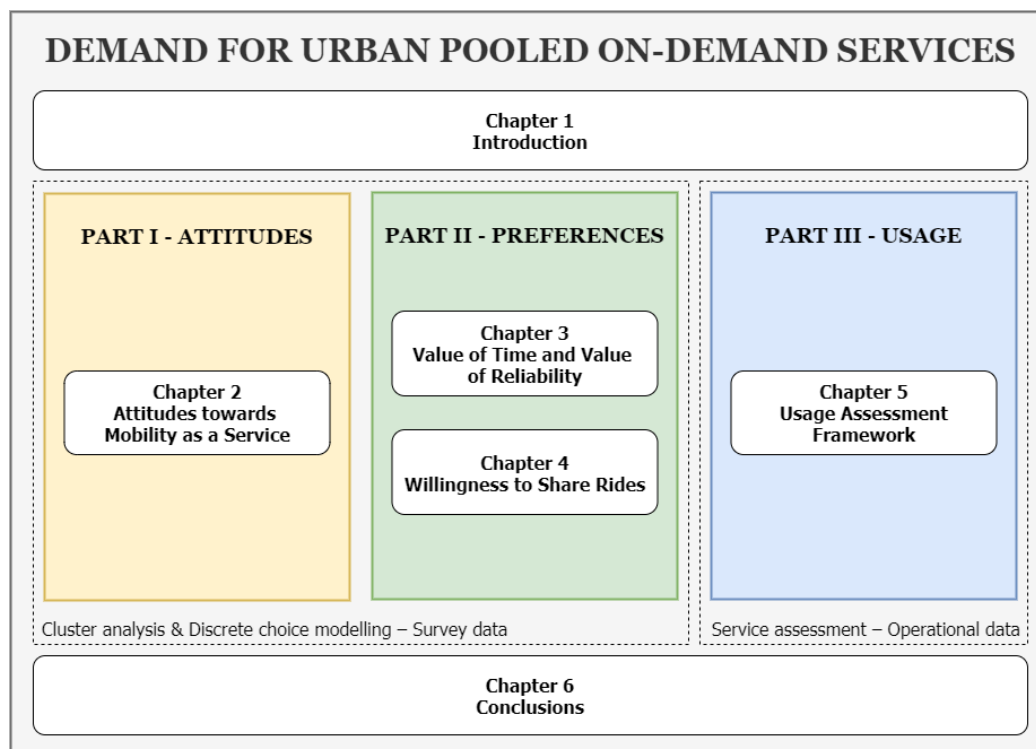 DEMAND FOR URBAN POOLED ON-DEMAND SERVICES
Chapter 1
Introduction
PART I - ATTITUDES
Chapter 2
Attitudes towards
Mobility as a Service
PART II - PREFERENCES
Chapter 3
Value of Time and Value
of Reliability
Chapter 4
Willingness to Share Rides
Cluster analysis & Discrete choice modelling – Survey data
PART III - USAGE
Chapter 5
Usage Assessment
Framework
Service assessment – Operational data
Chapter 6
Conclusions